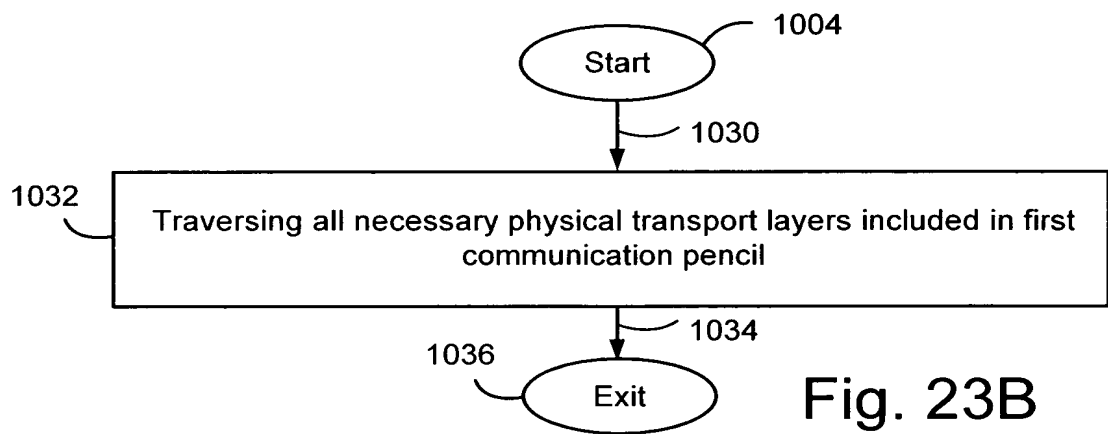 1004
Start
1030
1032
Traversing all necessary physical transport layers included in first
communication pencil
1034
1036
Exit
Fig. 23B